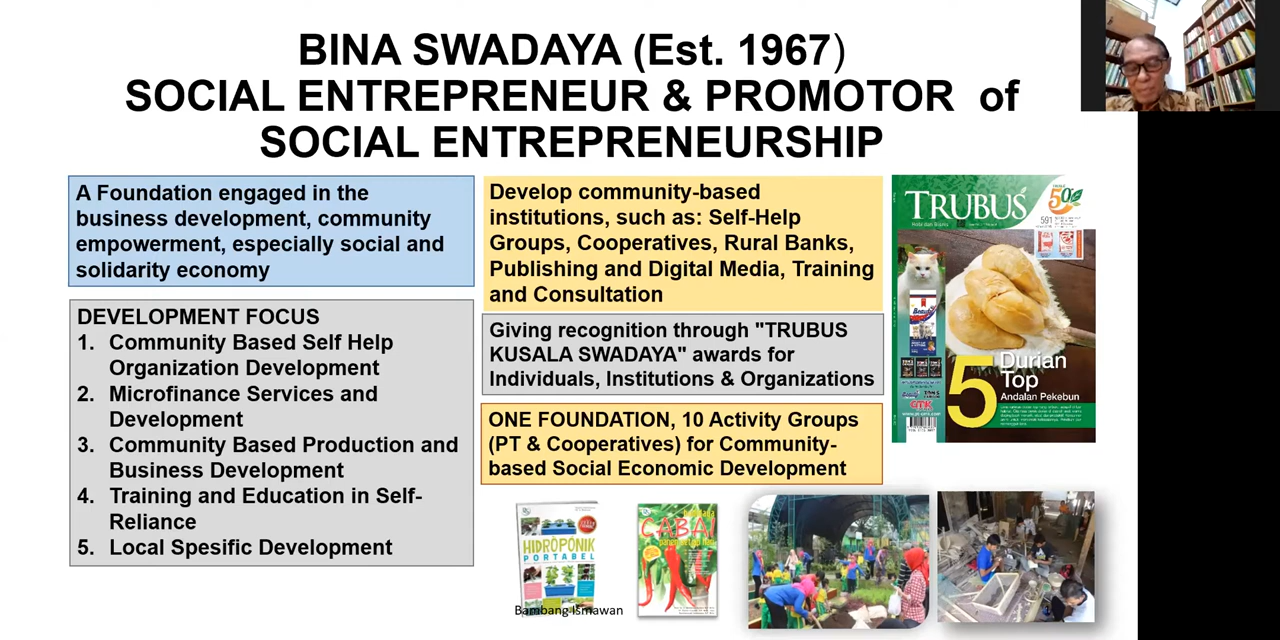 BINA SWADAYA (Est. 1967)
SOCIAL ENTREPRENEUR & PROMOTOR of
SOCIAL ENTREPRENEURSHIP
A Foundation engaged in the
business development, community
empowerment, especially social and
solidarity economy
DEVELOPMENT FOCUS
1. Community Based Self Help
Organization Development
2. Microfinance Services and
Development
3. Community Based Production and
Business Development
4. Training and Education in Self-
Reliance
5. Local Spesific Development
Develop community-based
institutions, such as: Self-Help
Groups, Cooperatives, Rural Banks,
Publishing and Digital Media, Training
and Consultation
Giving recognition through "TRUBUS
KUSALA SWADAYA" awards for
Individuals, Institutions & Organizations
ONE FOUNDATION, 10 Activity Groups
(PT & Cooperatives) for Community-
based Social Economic Development
TRUBUS
50
591
5
Durian
Top
Andalan Pekebun
HIDROPONIK
PORTABEL
CABAI
Bambang Ismawan